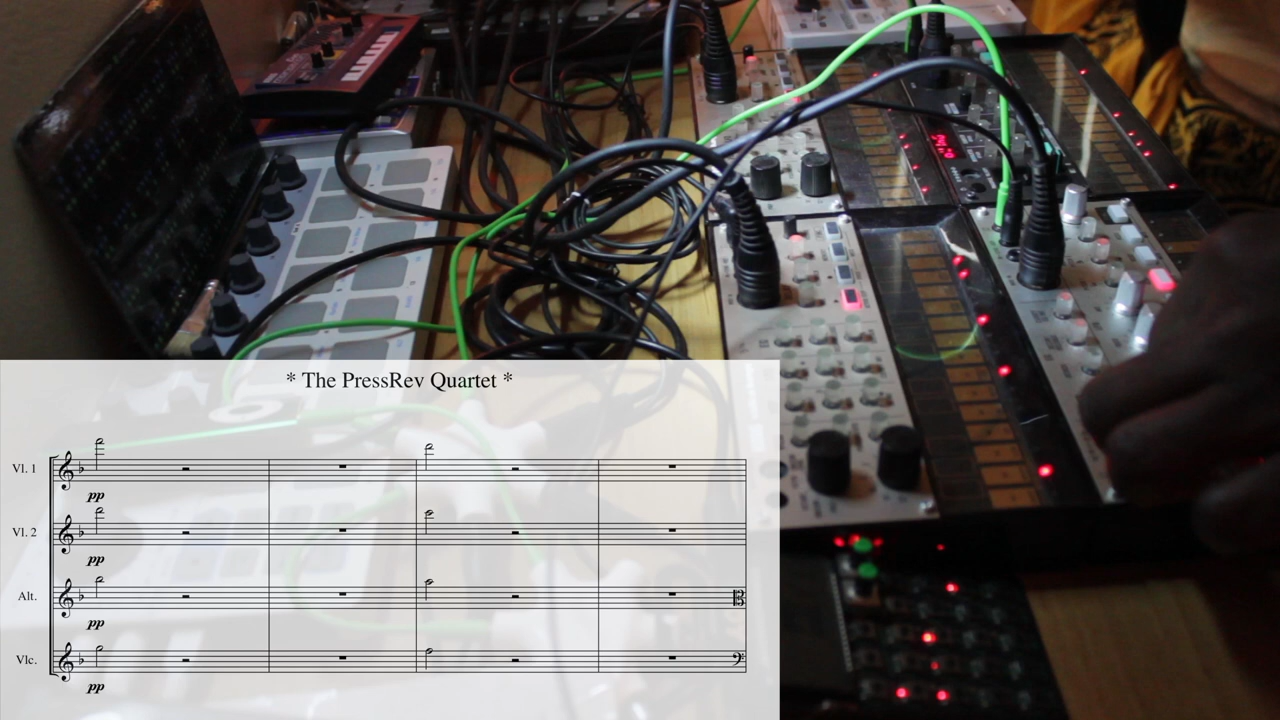 * The PressRev Quartet *
Vl. 1
pp
Vl. 2
pp
Alt.
pp
Vlc.
pp